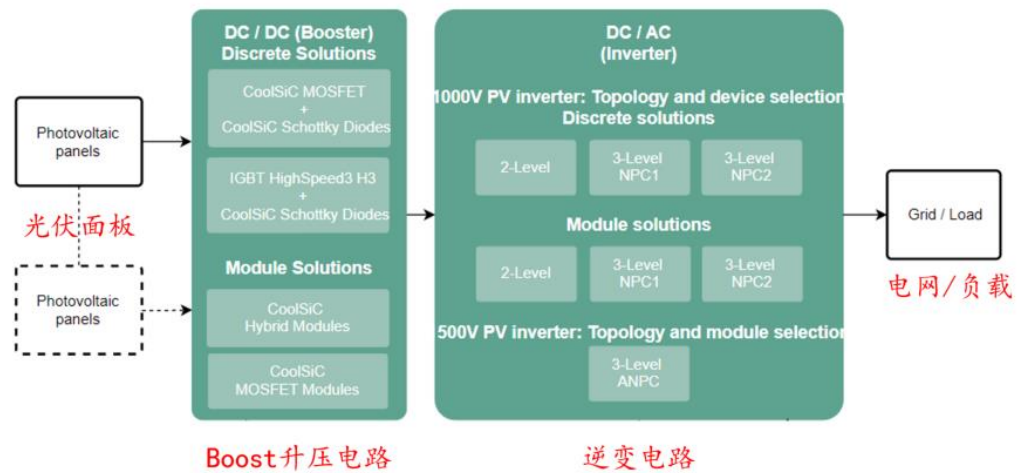 Photovoltaic
panels
光伏面板
Photovoltaic
panels
DC / DC (Booster)
Discrete Solutions
CoolSiC MOSFET
+
CoolSiC Schottky Diodes
IGBT HighSpeed3 H3
+
CoolSiC Schottky Diodes
Module Solutions
CoolSiC
Hybrid Modules
CoolSiC
MOSFET Modules
Boost升压电路
DC / AC
(Inverter)
1000V PV inverter: Topology and device selection
Discrete solutions
2-Level
3-Level
NPC1
3-Level
NPC2
Module solutions
2-Level
3-Level
NPC1
3-Level
NPC2
500V PV inverter: Topology and module selection
3-Level
ANPC
逆变电路
Grid / Load
电网/负载